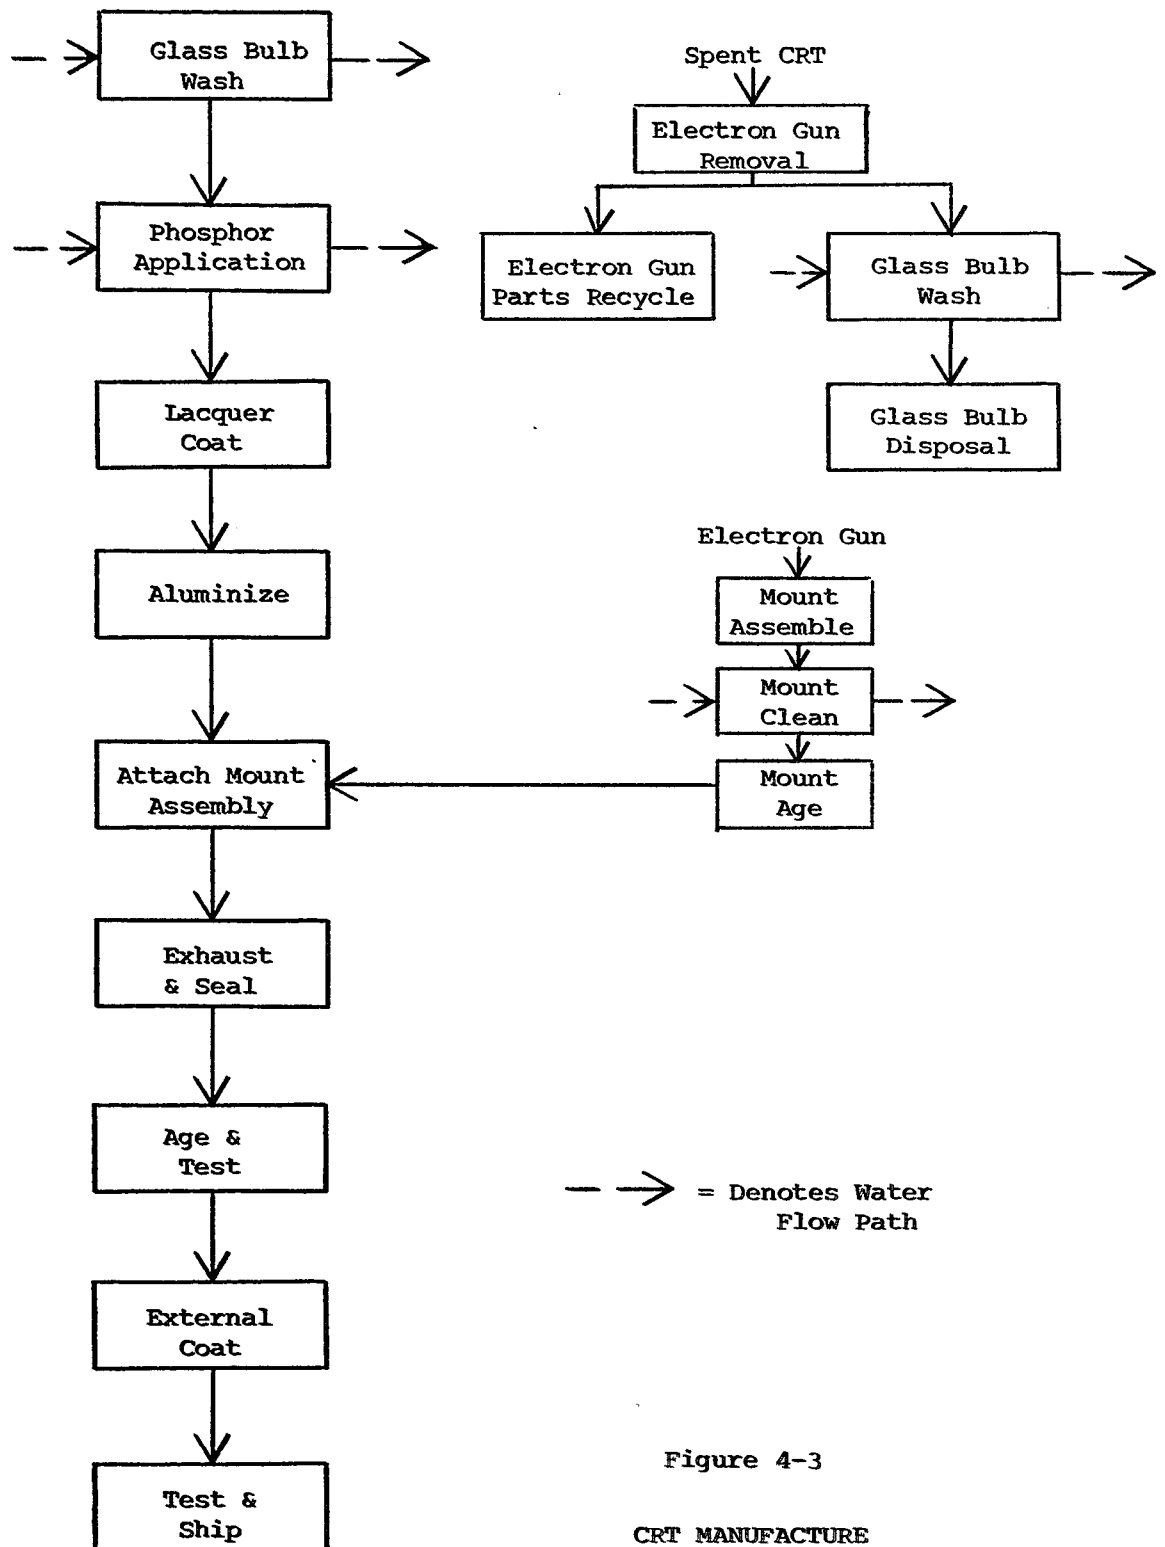 Glass Bulb
Wash
Phosphor
Application
Lacquer
Coat
Aluminize
Attach Mount
Assembly
Exhaust
& Seal
Age &
Test
External
Coat
Test &
Ship
Spent CRT
Electron Gun
Removal
Electron Gun
Parts Recycle
Glass Bulb
Wash
Glass Bulb
Disposal
Electron Gun
Mount
Assemble
Mount
Clean
Mount
Age
= Denotes Water
Flow Path
Figure 4-3
CRT MANUFACTURE